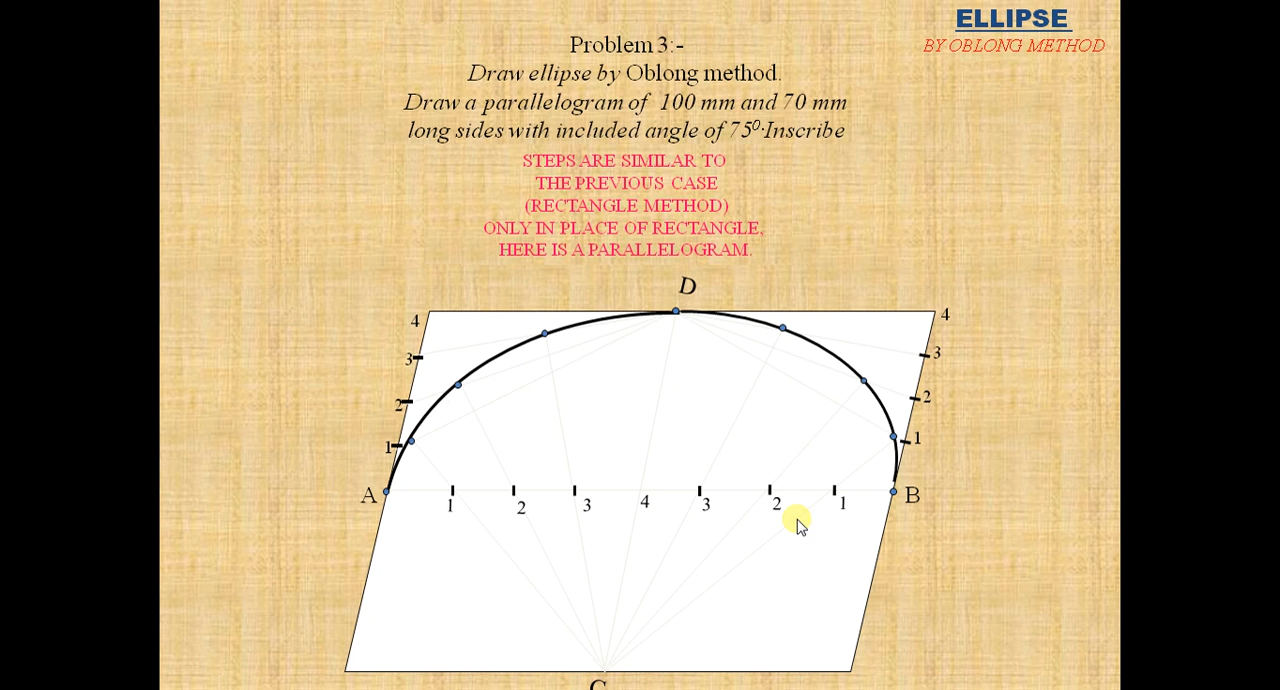 ELLIPSE
BY OBLONG METHOD
Problem 3:-
Draw ellipse by Oblong method.
Draw a parallelogram of 100 mm and 70 mm
long sides with included angle of 75⁰.Inscribe
STEPS ARE SIMILAR TO
THE PREVIOUS CASE
(RECTANGLE METHOD)
ONLY IN PLACE OF RECTANGLE,
HERE IS A PARALLELOGRAM.
D
4 4
3 3
2 2
1 1
A 1 2 3 4 3 2 1 B
C